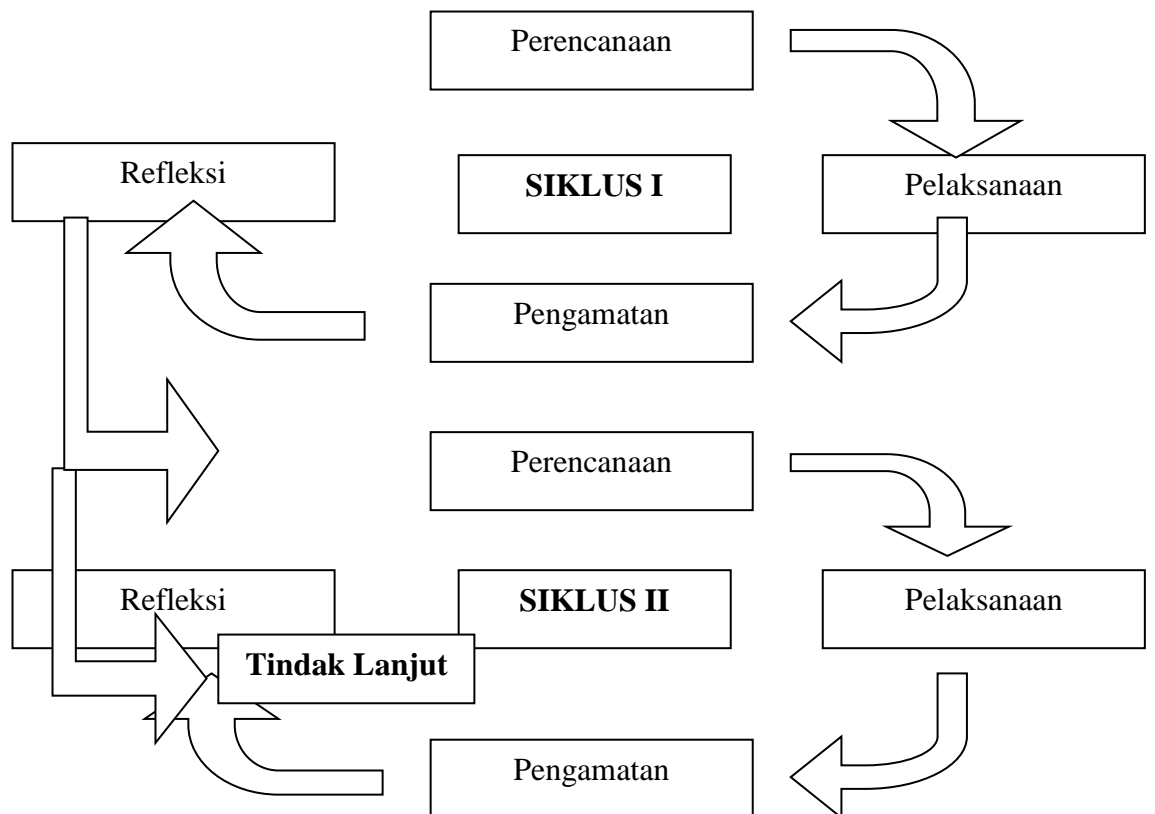 Perencanaan
Refleksi
SIKLUS I
Pelaksanaan
Pengamatan
Perencanaan
Refleksi
SIKLUS II
Pelaksanaan
Tindak Lanjut
Pengamatan